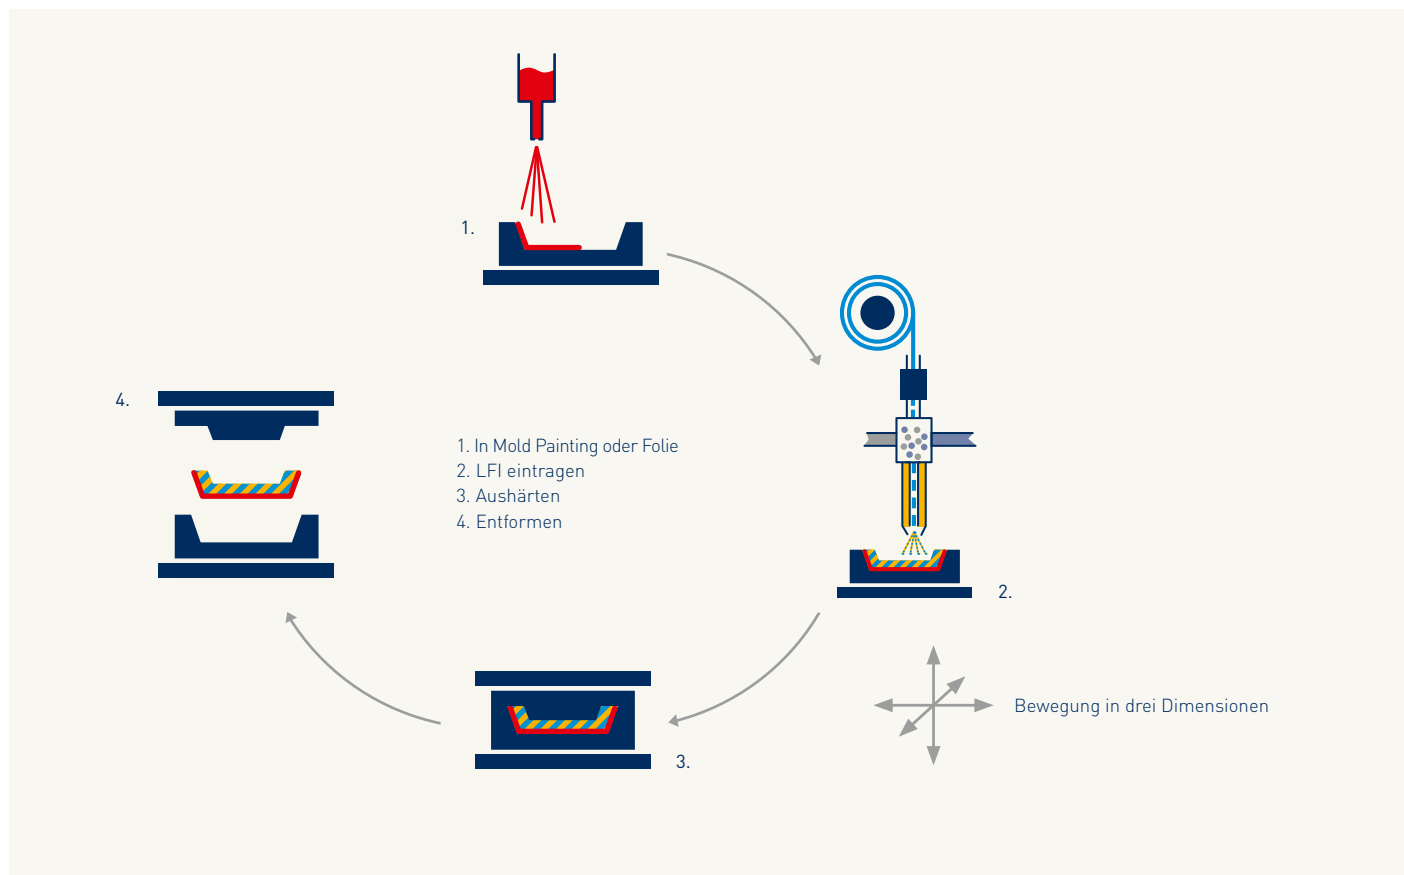 1.
4.
1. In Mold Painting oder Folie
2. LFI eintragen
3. Aushärten
4. Entformen
2.
Bewegung in drei Dimensionen
3.